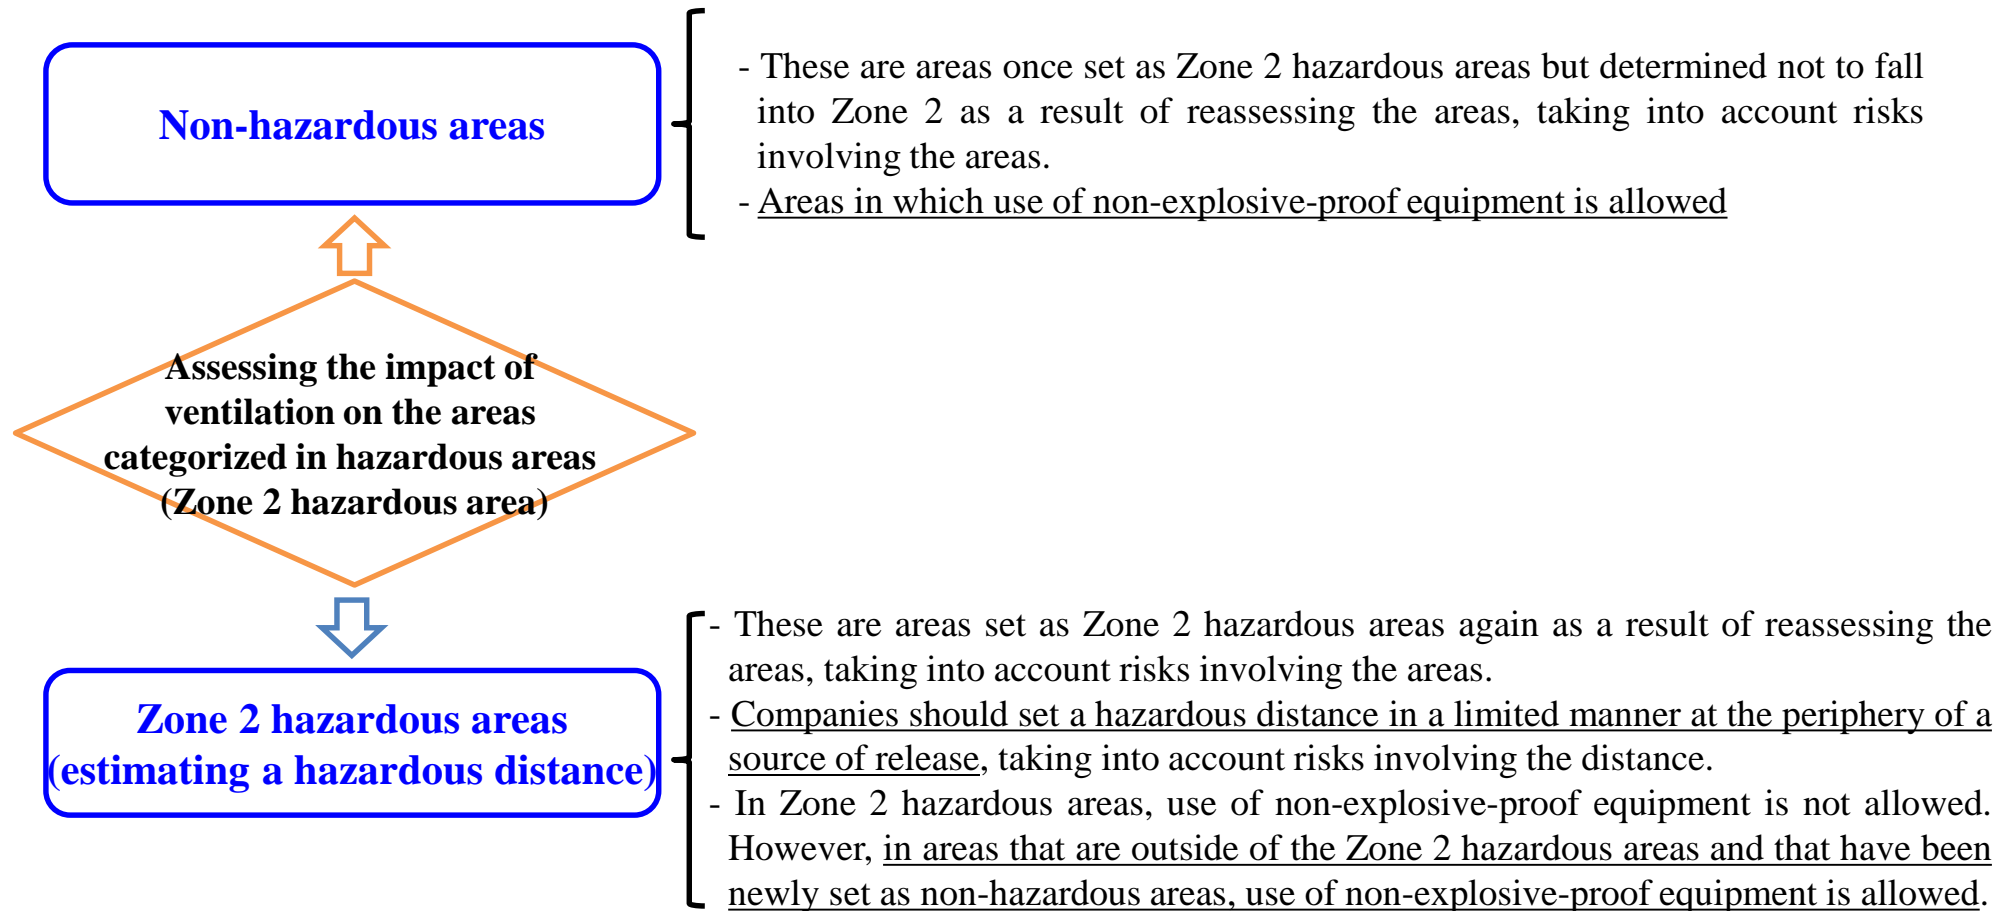 Non-hazardous areas
- These are areas once set as Zone 2 hazardous areas but determined not to fall
into Zone 2 as a result of reassessing the areas, taking into account risks
involving the areas.
- Areas in which use of non-explosive-proof equipment is allowed
Assessing the impact of
ventilation on the areas
categorized in hazardous areas
(Zone 2 hazardous area)
Zone 2 hazardous areas
(estimating a hazardous distance)
- These are areas set as Zone 2 hazardous areas again as a result of reassessing the
areas, taking into account risks involving the areas.
- Companies should set a hazardous distance in a limited manner at the periphery of a
source of release, taking into account risks involving the distance.
- In Zone 2 hazardous areas, use of non-explosive-proof equipment is not allowed.
However, in areas that are outside of the Zone 2 hazardous areas and that have been
newly set as non-hazardous areas, use of non-explosive-proof equipment is allowed.